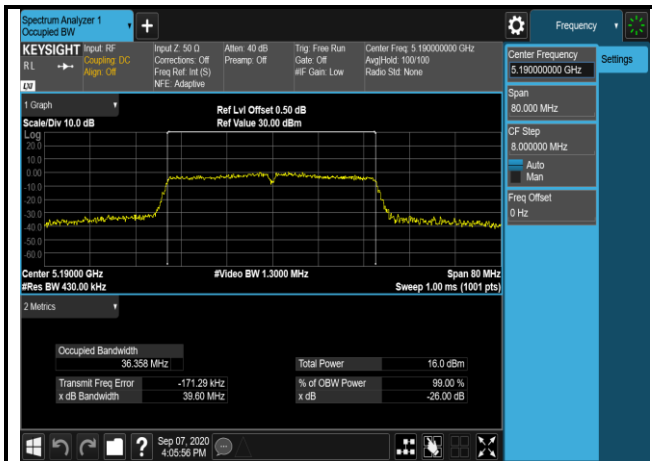 Spectrum Analyzer 1
Occupied BW
+
Frequency
KEYSIGHT
R L
LXI
Input: RF
Coupling: DC
Align: Off
Input Z: 50 Ω
Corrections: Off
Freq Ref: Int (S)
NFE: Adaptive
Atten: 40 dB
Preamp: Off
Trig: Free Run
Gate: Off
#IF Gain: Low
Center Freq: 5.190000000 GHz
Avg|Hold: 100/100
Radio Std: None
Center Frequency
5.190000000 GHz
Settings
Span
80.000 MHz
CF Step
8.000000 MHz
Auto
Man
Freq Offset
0 Hz
1 Graph
Scale/Div 10.0 dB
Ref Lvl Offset 0.50 dB
Ref Value 30.00 dBm
Log
20.0
10.0
0.00
-10.0
-20.0
-30.0
-40.0
-50.0
-60.0
Center 5.19000 GHz
#Video BW 1.3000 MHz
Span 80 MHz
#Res BW 430.00 kHz
Sweep 1.00 ms (1001 pts)
2 Metrics
Occupied Bandwidth
36.358 MHz
Total Power 16.0 dBm
Transmit Freq Error -171.29 kHz
% of OBW Power 99.00 %
x dB Bandwidth 39.60 MHz
x dB -26.00 dB
?
Sep 07, 2020
4:05:56 PM